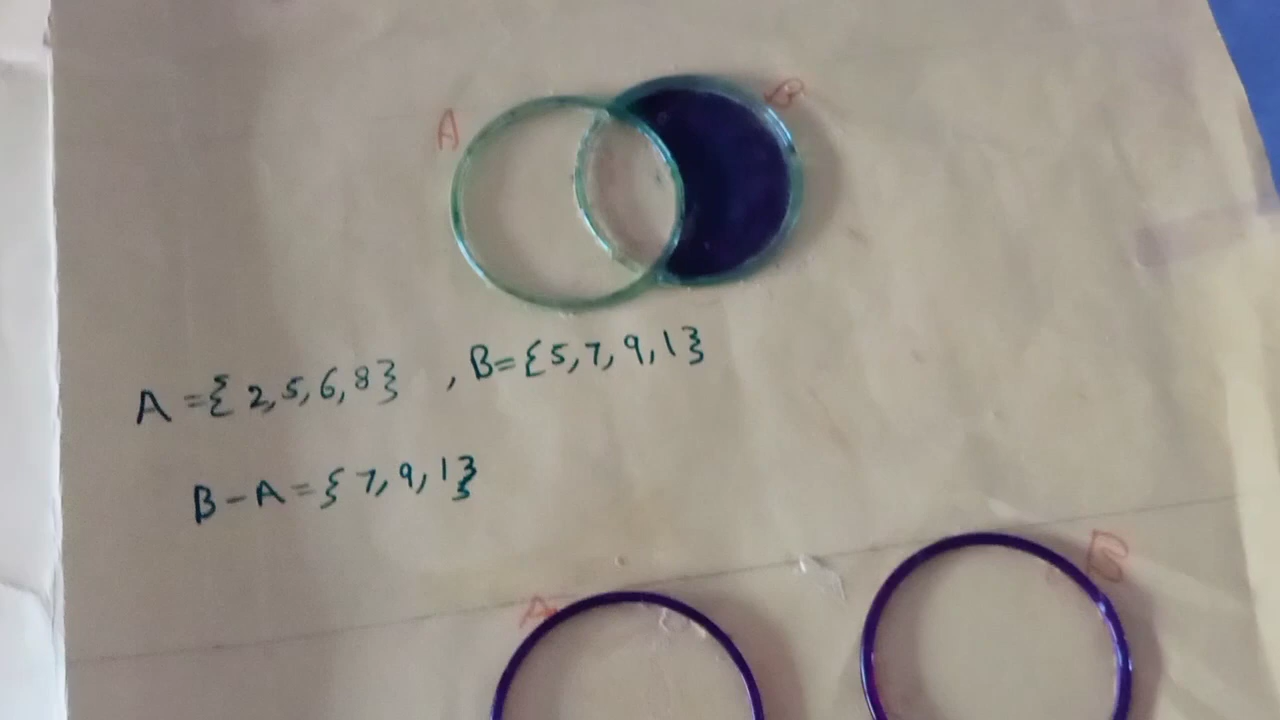 A B
A = {2,5,6,8} , B={5,7,9,1}
B-A={7,9,1}
A B